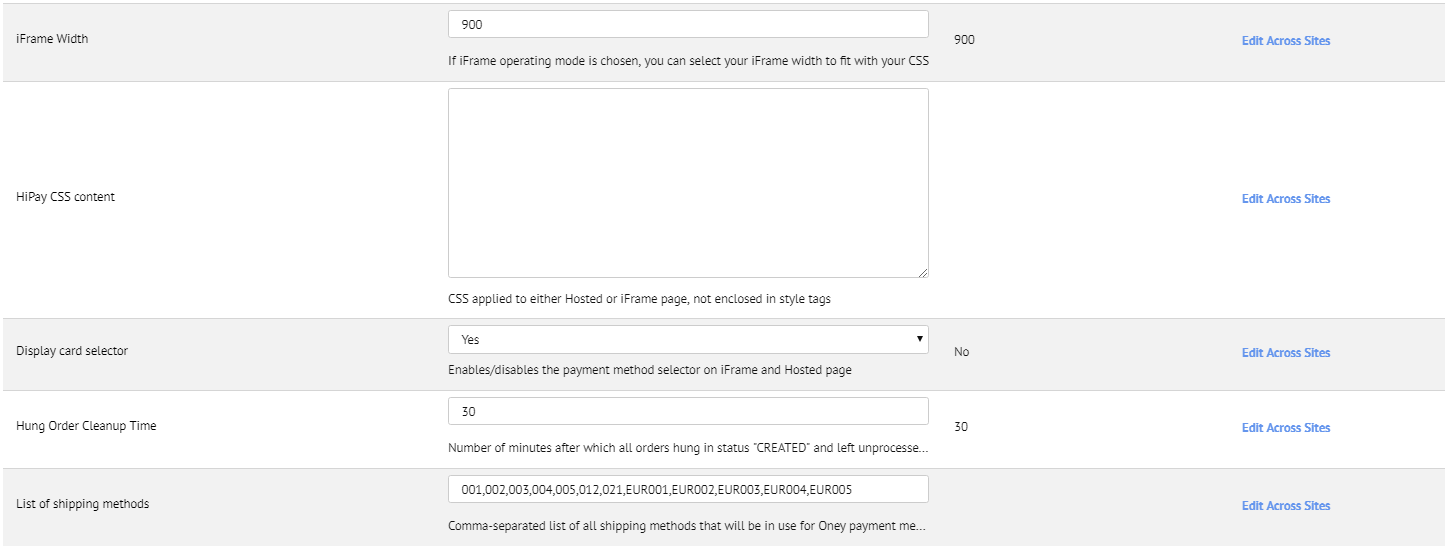 iFrame Width
900
If iFrame operating mode is chosen, you can select your iFrame width to fit with your CSS
900
Edit Across Sites
HiPay CSS content
CSS applied to either Hosted or iFrame page, not enclosed in style tags
Edit Across Sites
Display card selector
Yes
Enables/disables the payment method selector on iFrame and Hosted page
No
Edit Across Sites
Hung Order Cleanup Time
30
Number of minutes after which all orders hung in status "CREATED" and left unprocesse...
30
Edit Across Sites
List of shipping methods
001,002,003,004,005,012,021,EUR001,EUR002,EUR003,EUR004,EUR005
Comma-separated list of all shipping methods that will be in use for Oney payment me...
Edit Across Sites